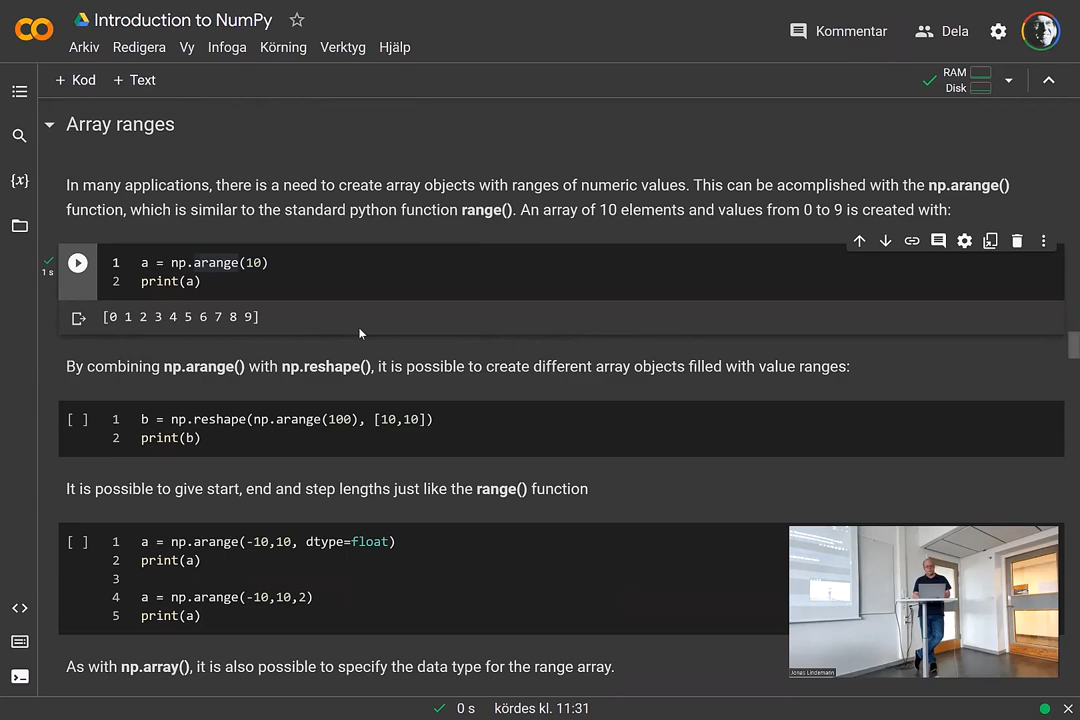 Introduction to NumPy
Arkiv Redigera Vy Infoga Körning Verktyg Hjälp
Kommentar Dela
+ Kod + Text
RAM
Disk
Array ranges
In many applications, there is a need to create array objects with ranges of numeric values. This can be acomplished with the np.arange()
function, which is similar to the standard python function range(). An array of 10 elements and values from 0 to 9 is created with:
1 s
1 a = np.arange(10)
2 print(a)
[0 1 2 3 4 5 6 7 8 9]
By combining np.arange() with np.reshape(), it is possible to create different array objects filled with value ranges:
[ ] 1 b = np.reshape(np.arange(100), [10,10])
2 print(b)
It is possible to give start, end and step lengths just like the range() function
[ ] 1 a = np.arange(-10,10, dtype=float)
2 print(a)
3
4 a = np.arange(-10,10,2)
5 print(a)
As with np.array(), it is also possible to specify the data type for the range array.
Jonas Lindemann
0 s kördes kl. 11:31